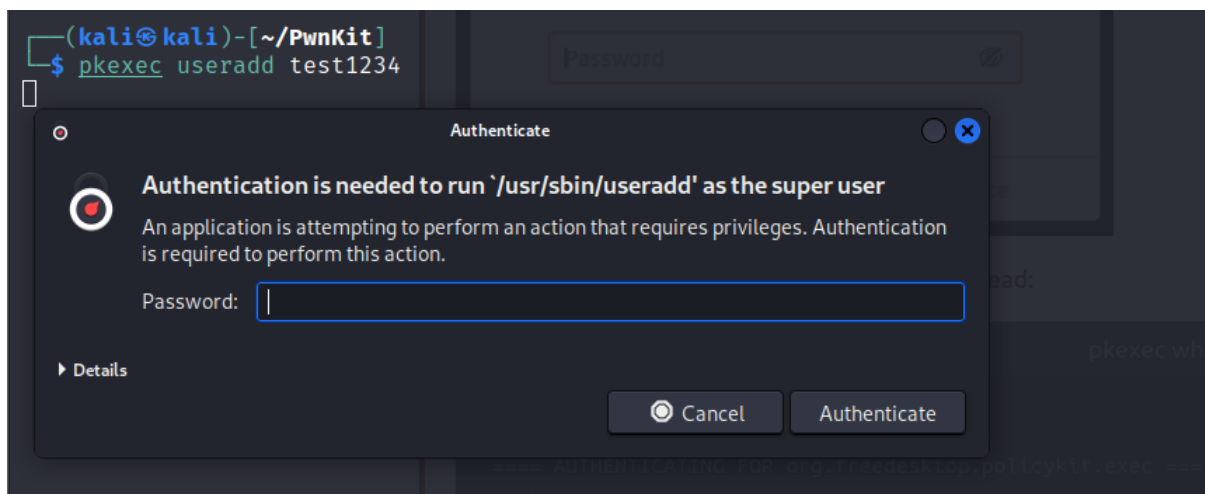 (kali㉿kali)-[~/PwnKit]
$ pkexec useradd test1234
Password
Authenticate
Authentication is needed to run `/usr/sbin/useradd' as the super user
An application is attempting to perform an action that requires privileges. Authentication
is required to perform this action.
Password:
Details
Cancel
Authenticate
ead:
pkexec wh
==== AUTHENTICATING FOR org.freedesktop.policykit.exec ===